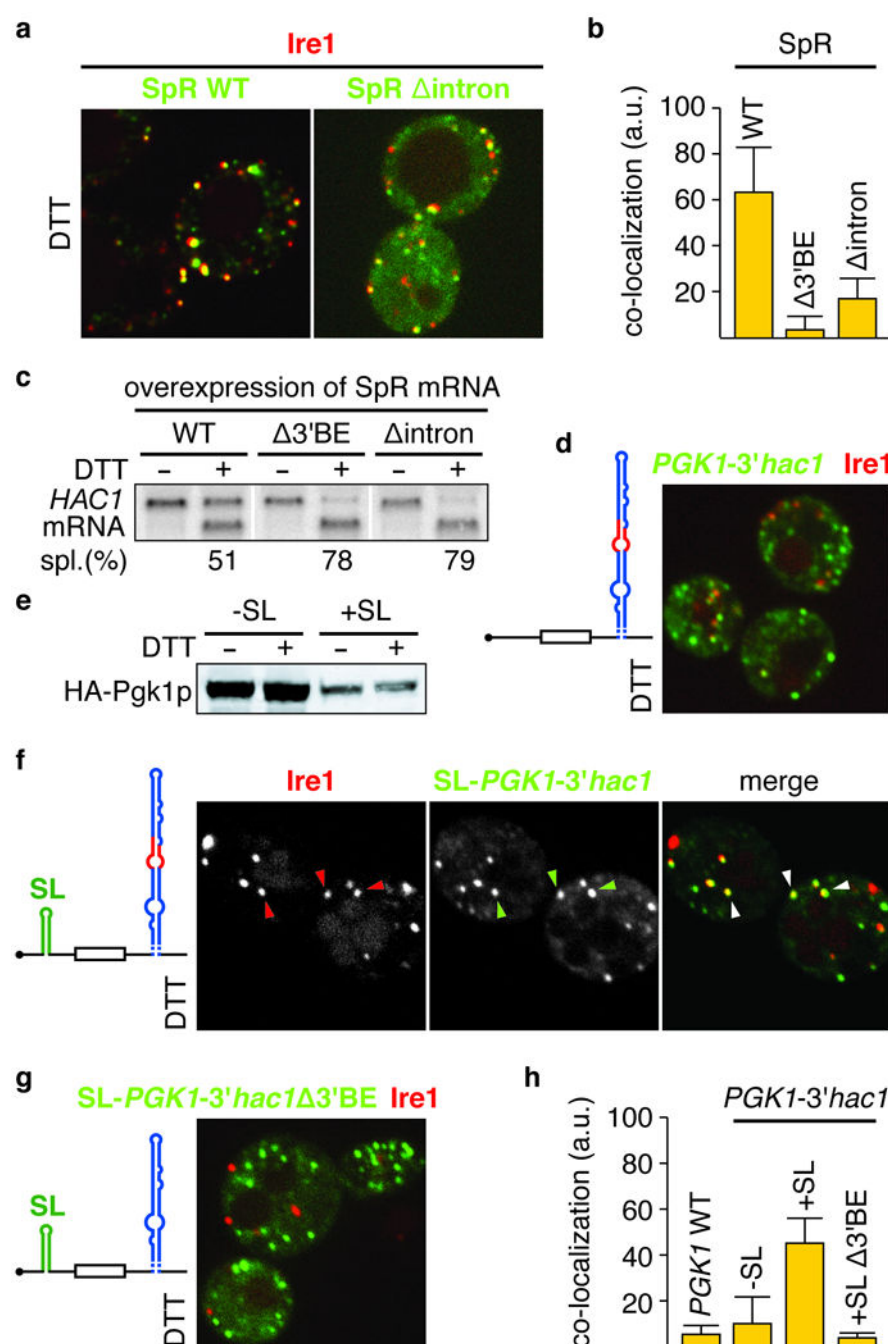 a
Ire1
SpR WT
SpR Δintron
DTT
b
SpR
co-localization (a.u.)
100
80
60
40
20
WT
Δ3'BE
Δintron
c
overexpression of SpR mRNA
WT Δ3'BE Δintron
DTT – + – + – +
HAC1
mRNA
spl.(%) 51 78 79
d
PGK1-3'hac1 Ire1
DTT
e
-SL +SL
DTT – + – +
HA-Pgk1p
f
SL
DTT
Ire1
SL-PGK1-3'hac1
merge
g
SL-PGK1-3'hac1Δ3'BE Ire1
SL
DTT
h
PGK1-3'hac1
co-localization (a.u.)
100
80
60
40
20
PGK1 WT
-SL
+SL
+SL Δ3'BE